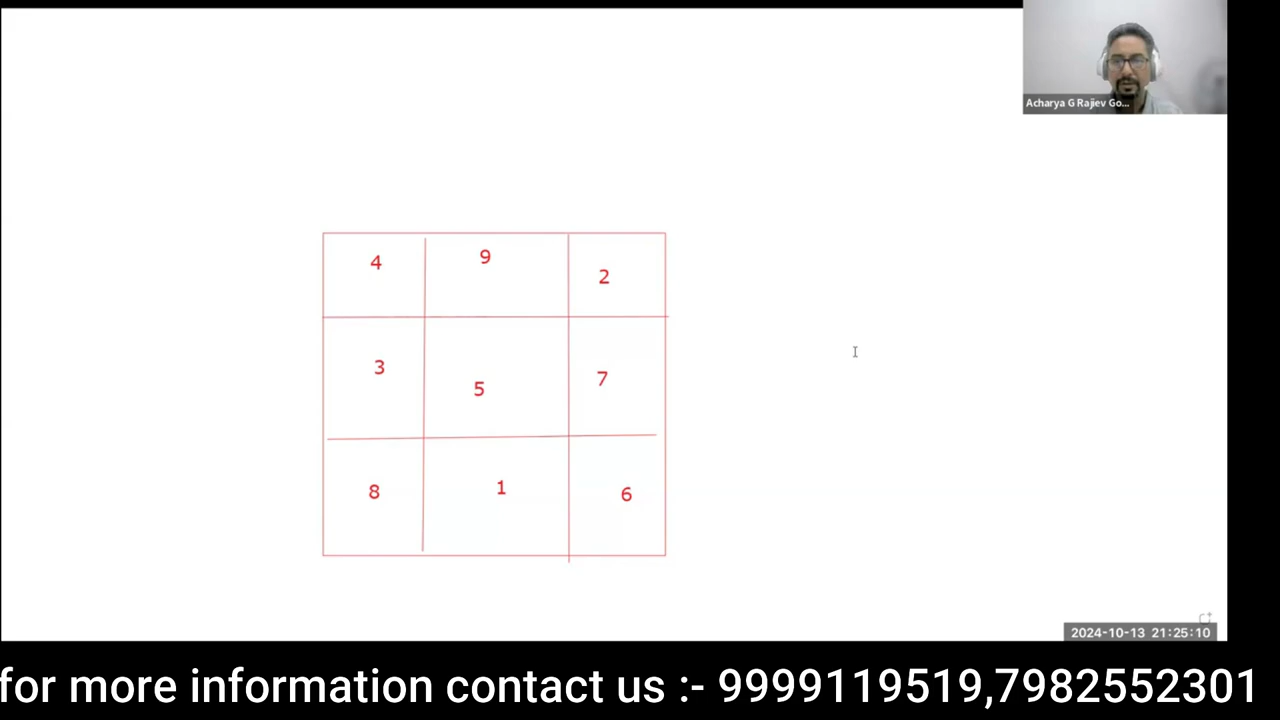 Acharya G Rajiev Go...
4 9 2
3 5 7
8 1 6
2024-10-13 21:25:10
for more information contact us :- 9999119519,7982552301